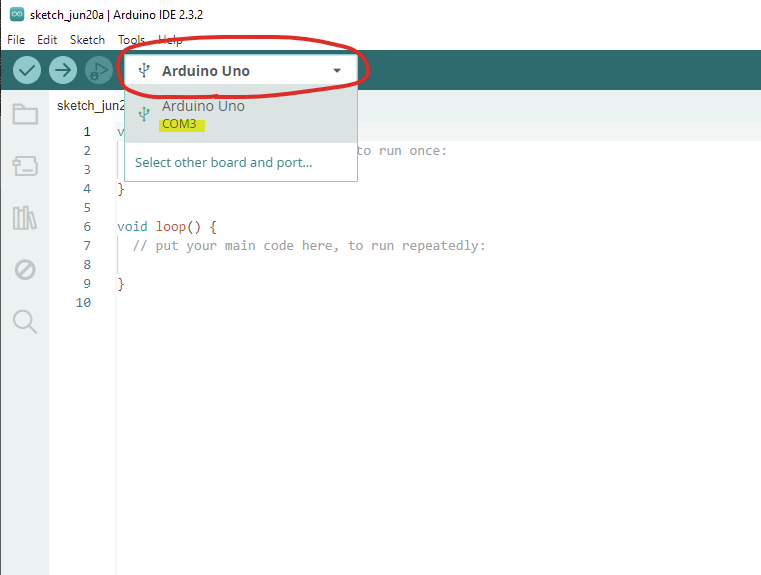 sketch_jun20a | Arduino IDE 2.3.2
File Edit Sketch Tools Help
Arduino Uno
sketch_jun2
Arduino Uno
COM3
Select other board and port...
1 v
2 to run once:
3
4 }
5
6 void loop() {
7 // put your main code here, to run repeatedly:
8
9 }
10